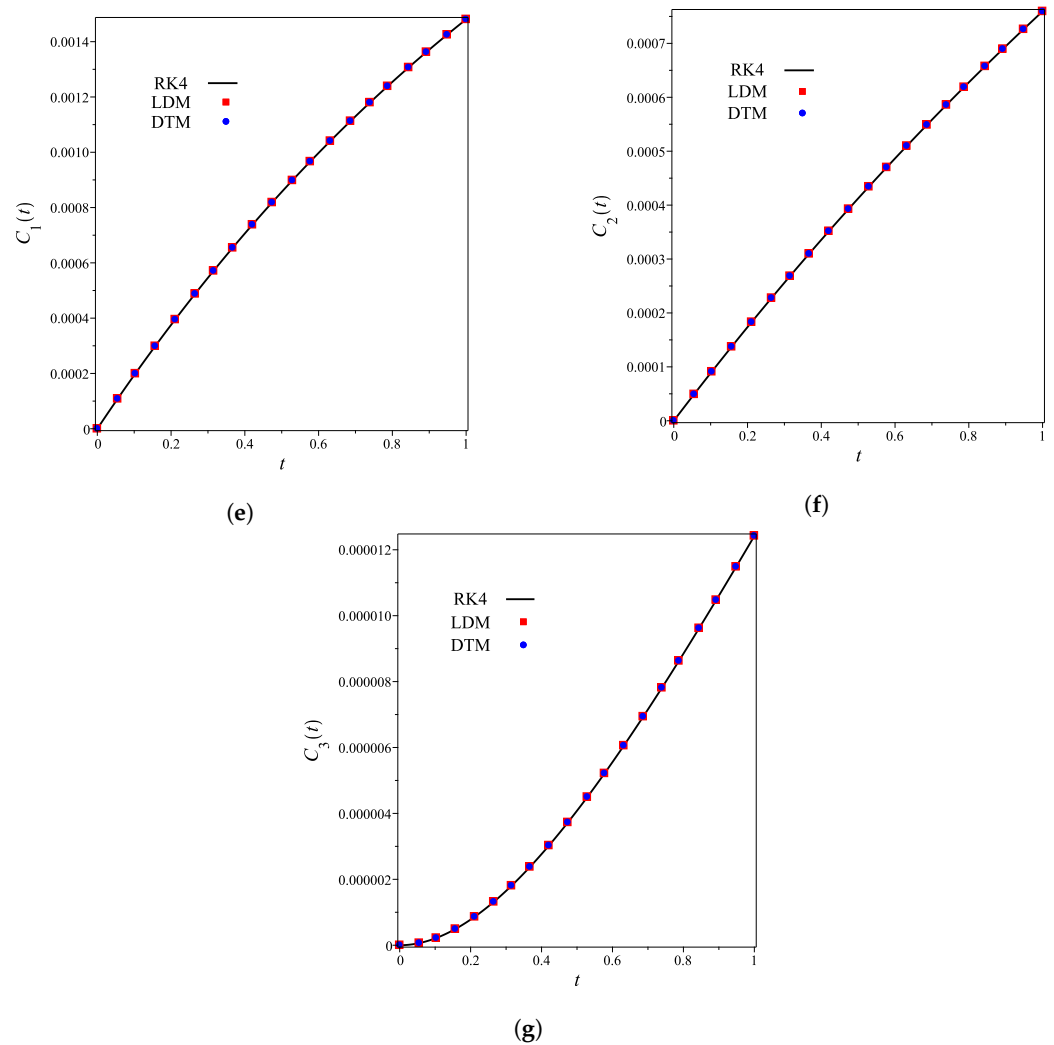 0.0014
0.0012
0.0010
0.0008
0.0006
0.0004
0.0002
0
C1(t)
RK4
LDM
DTM
0 0.2 0.4 0.6 0.8 1
t
(e)
0.0007
0.0006
0.0005
0.0004
0.0003
0.0002
0.0001
0
C2(t)
RK4
LDM
DTM
0 0.2 0.4 0.6 0.8 1
t
(f)
0.000012
0.000010
0.000008
0.000006
0.000004
0.000002
0
C3(t)
RK4
LDM
DTM
0 0.2 0.4 0.6 0.8 1
t
(g)